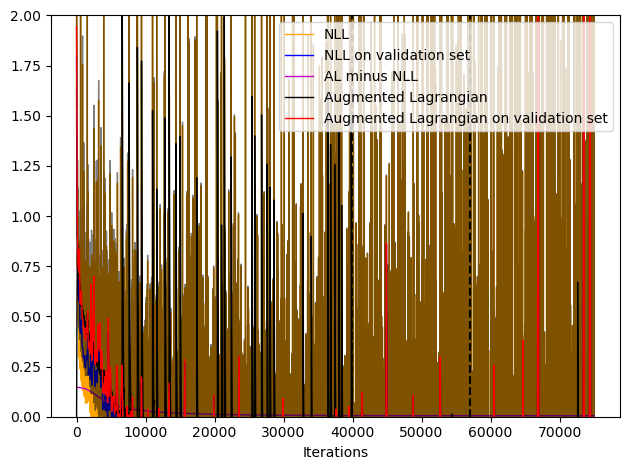 2.00
1.75
1.50
1.25
1.00
0.75
0.50
0.25
0.00
NLL
NLL on validation set
AL minus NLL
Augmented Lagrangian
Augmented Lagrangian on validation set
0 10000 20000 30000 40000 50000 60000 70000
Iterations